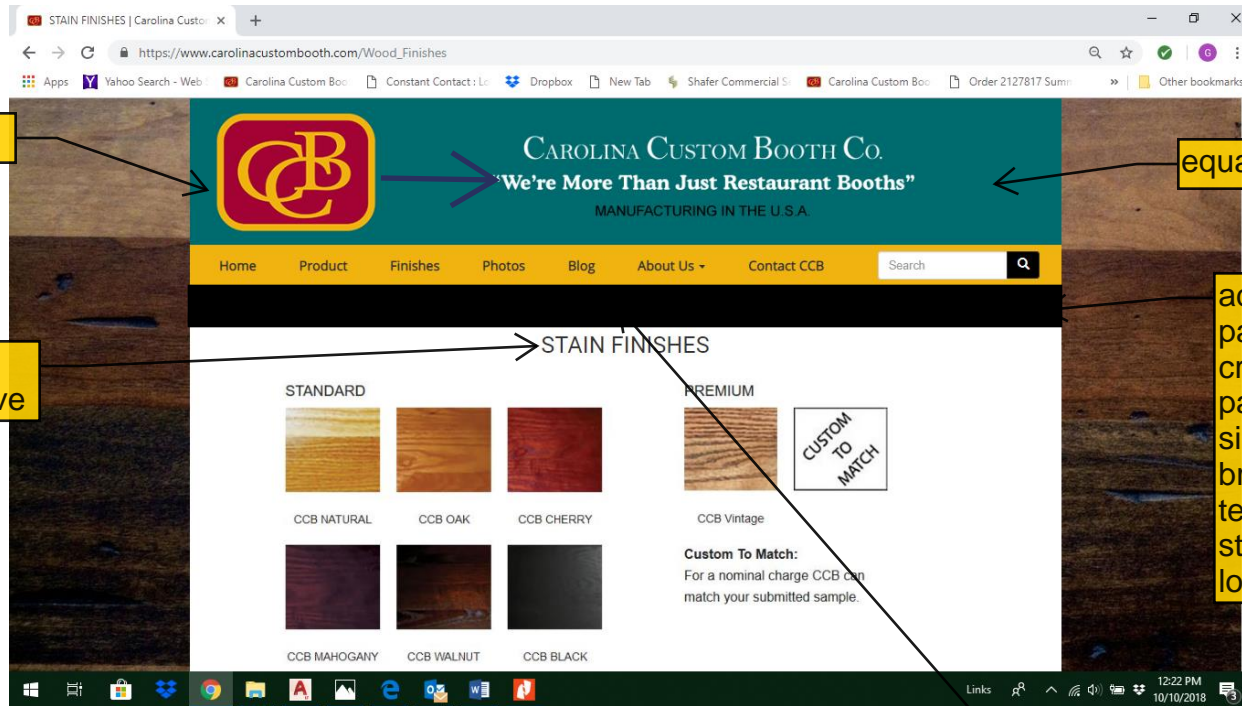 STAIN FINISHES | Carolina Custo
https://www.carolinacustombooth.com/Wood_Finishes
G
Apps Yahoo Search - Web Carolina Custom Boo Constant Contact : Lo Dropbox New Tab Shafer Commercial S Carolina Custom Boo Order 2127817 Summ » Other bookmarks
CCB
CAROLINA CUSTOM BOOTH CO.
“We're More Than Just Restaurant Booths”
MANUFACTURING IN THE U.S.A.
equa
Home Product Finishes Photos Blog About Us Contact CCB Search
STAIN FINISHES
ve
STANDARD
PREMIUM
CUSTOM
TO
MATCH
CCB NATURAL CCB OAK CCB CHERRY CCB Vintage
Custom To Match:
For a nominal charge CCB can
match your submitted sample.
CCB MAHOGANY CCB WALNUT CCB BLACK
pa
cr
pa
si
br
te
st
lo
Links
12:22 PM
10/10/2018
3